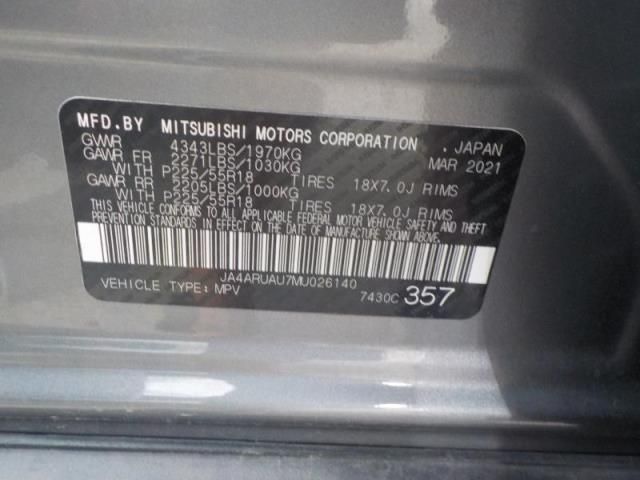 MFD.BY MITSUBISHI MOTORS CORPORATION . JAPAN
GVWR 4343LBS/1970KG MAR 2021
GAWR FR 2271LBS/1030KG
WITH P225/55R18 TIRES 18X7.0J RIMS
GAWR RR 2205LBS/1000KG
WITH P225/55R18 TIRES 18X7.0J RIMS
THIS VEHICLE CONFORMS TO ALL APPLICABLE FEDERAL MOTOR VEHICLE SAFETY AND THEFT
PREVENTION STANDARDS IN EFFECT ON THE DATE OF MANUFACTURE SHOWN ABOVE.
JA4ARUAU7MU026140
VEHICLE TYPE: MPV 7430C 357